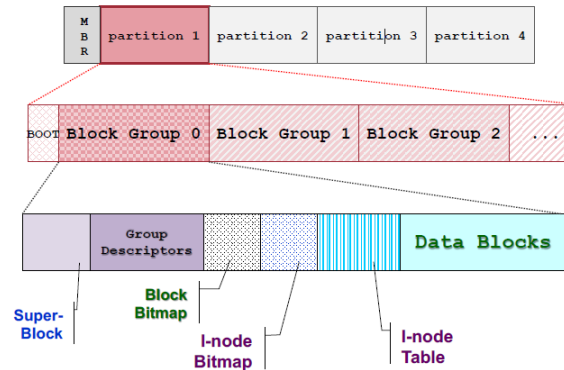 MBR
partition 1
partition 2
partition 3
partition 4
BOOT
Block Group 0
Block Group 1
Block Group 2
...
Group
Descriptors
Data Blocks
Super-
Block
Block
Bitmap
I-node
Bitmap
I-node
Table